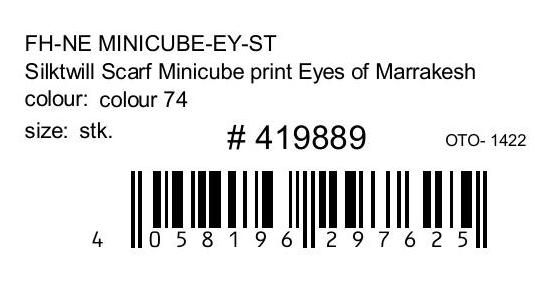 FH-NE MINICUBE-EY-ST
Silktwill Scarf Minicube print Eyes of Marrakesh
colour: colour 74
size: stk.
# 419889
OTO- 1422
4 058196 297625